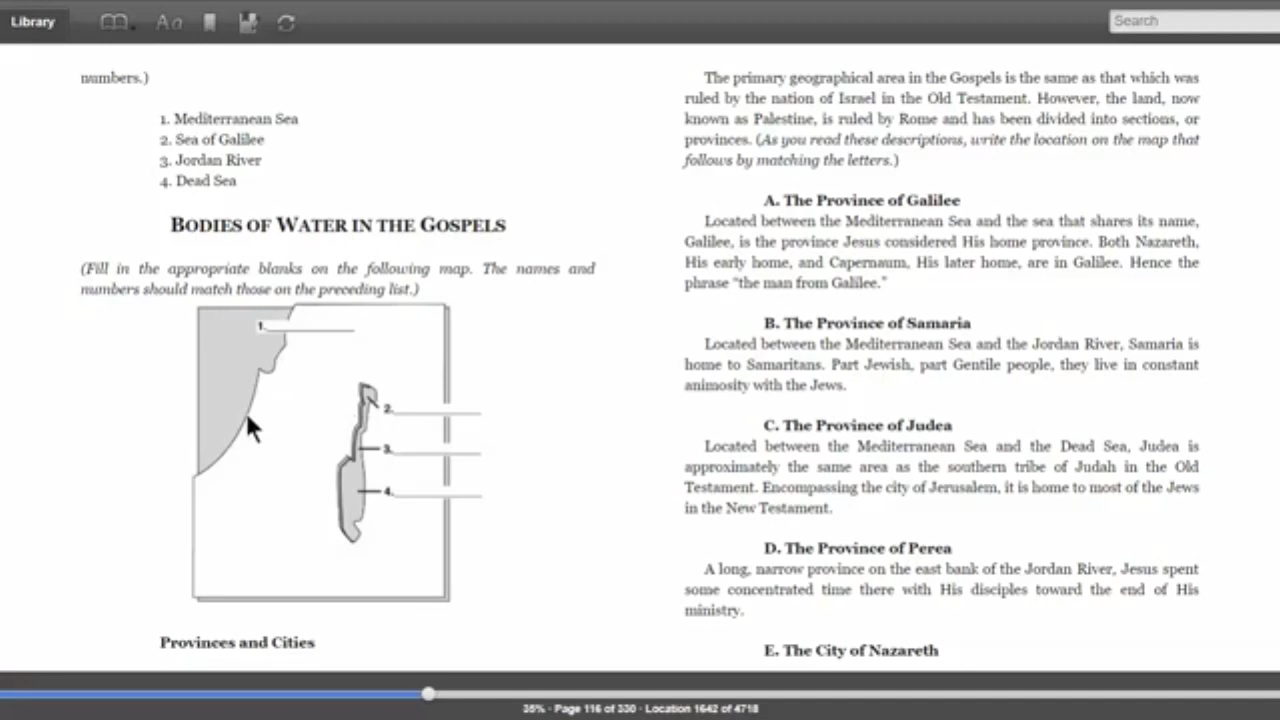 Library
Aa
Search
numbers.)
1. Mediterranean Sea
2. Sea of Galilee
3. Jordan River
4. Dead Sea
BODIES OF WATER IN THE GOSPELS
(Fill in the appropriate blanks on the following map. The names and
numbers should match those on the preceding list.)
1.
2.
3.
4.
Provinces and Cities
The primary geographical area in the Gospels is the same as that which was
ruled by the nation of Israel in the Old Testament. However, the land, now
known as Palestine, is ruled by Rome and has been divided into sections, or
provinces. (As you read these descriptions, write the location on the map that
follows by matching the letters.)
A. The Province of Galilee
Located between the Mediterranean Sea and the sea that shares its name,
Galilee, is the province Jesus considered His home province. Both Nazareth,
His early home, and Capernaum, His later home, are in Galilee. Hence the
phrase “the man from Galilee.”
B. The Province of Samaria
Located between the Mediterranean Sea and the Jordan River, Samaria is
home to Samaritans. Part Jewish, part Gentile people, they live in constant
animosity with the Jews.
C. The Province of Judea
Located between the Mediterranean Sea and the Dead Sea, Judea is
approximately the same area as the southern tribe of Judah in the Old
Testament. Encompassing the city of Jerusalem, it is home to most of the Jews
in the New Testament.
D. The Province of Perea
A long, narrow province on the east bank of the Jordan River, Jesus spent
some concentrated time there with His disciples toward the end of His
ministry.
E. The City of Nazareth
35% · Page 116 of 330 · Location 1642 of 4718